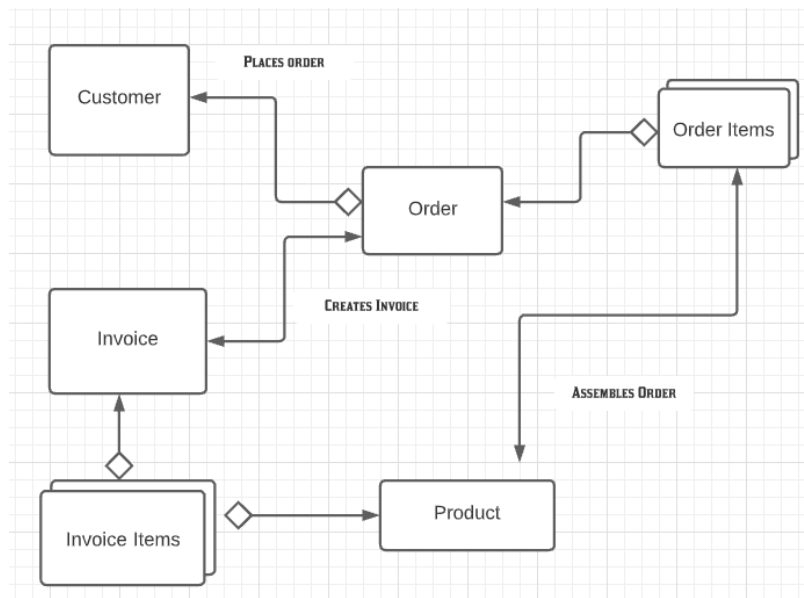 PLACES ORDER
Customer
Order Items
Order
CREATES INVOICE
Invoice
ASSEMBLES ORDER
Product
Invoice Items